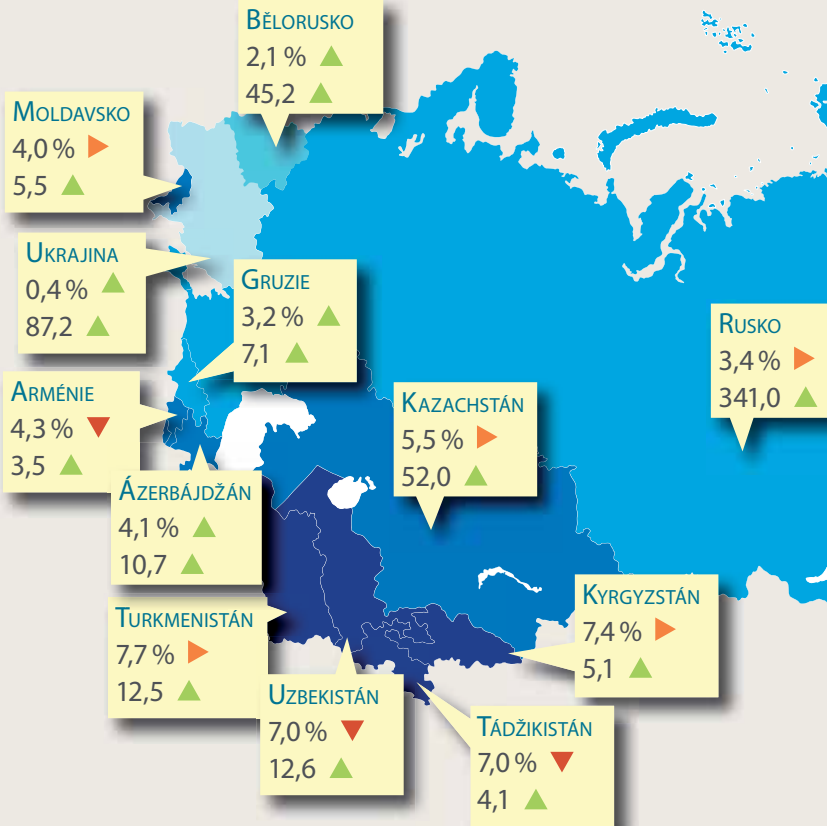 Bělorusko
2,1 %
45,2
Moldavsko
4,0 %
5,5
Ukrajina
0,4 %
87,2
Gruzie
3,2 %
7,1
Rusko
3,4 %
341,0
Arménie
4,3 %
3,5
Kazachstán
5,5 %
52,0
Ázerbájdžán
4,1 %
10,7
Turkmenistán
7,7 %
12,5
Kyrgyzstán
7,4 %
5,1
Uzbekistán
7,0 %
12,6
Tádžikistán
7,0 %
4,1